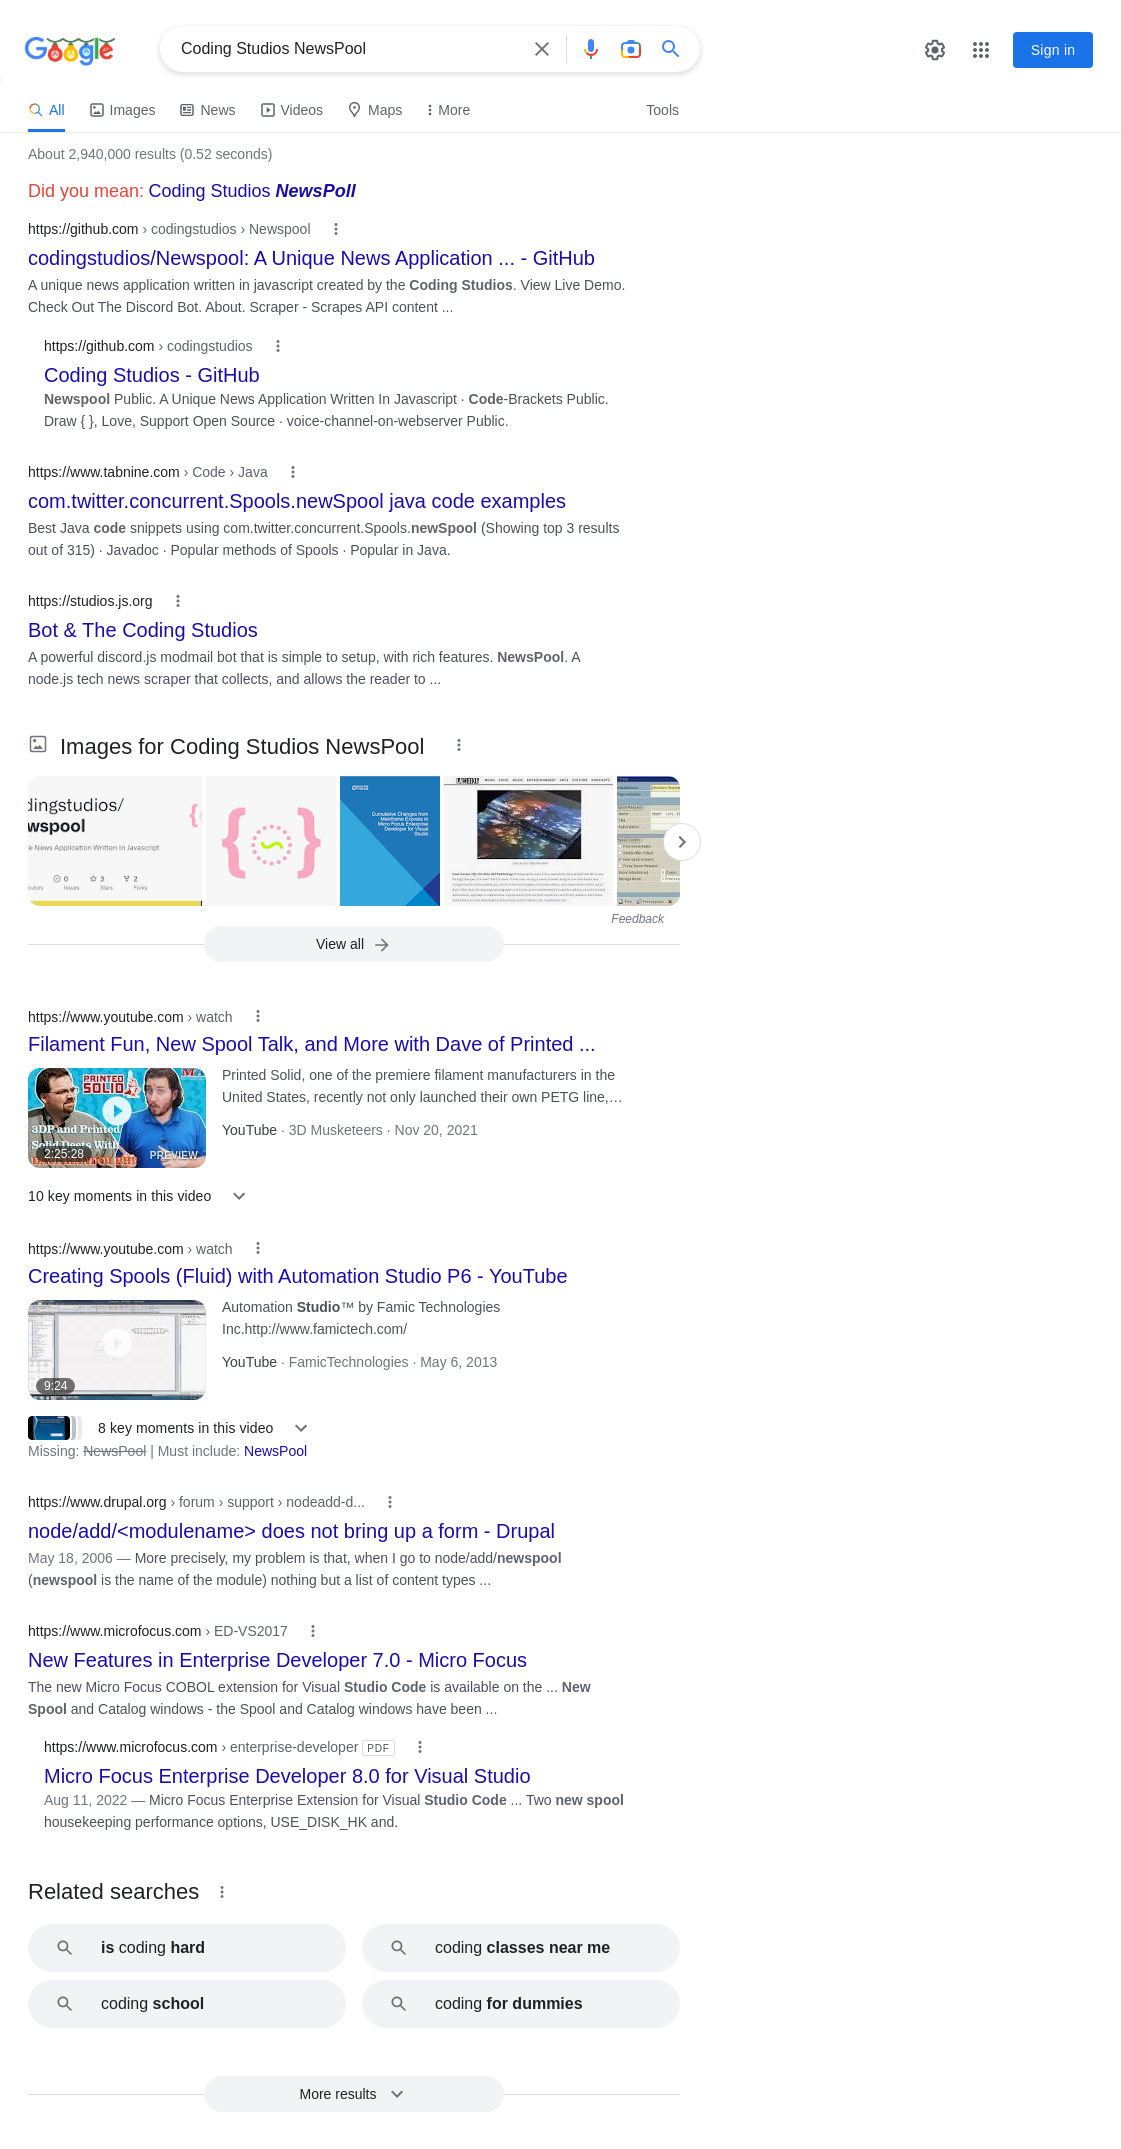 Google
Coding Studios NewsPool
Sign in
All Images News Videos Maps More Tools
About 2,940,000 results (0.52 seconds)
Did you mean: Coding Studios NewsPoll
https://github.com › codingstudios › Newspool
codingstudios/Newspool: A Unique News Application ... - GitHub
A unique news application written in javascript created by the Coding Studios. View Live Demo.
Check Out The Discord Bot. About. Scraper - Scrapes API content ...
https://github.com › codingstudios
Coding Studios - GitHub
Newspool Public. A Unique News Application Written In Javascript · Code-Brackets Public.
Draw { }, Love, Support Open Source · voice-channel-on-webserver Public.
https://www.tabnine.com › Code › Java
com.twitter.concurrent.Spools.newSpool java code examples
Best Java code snippets using com.twitter.concurrent.Spools.newSpool (Showing top 3 results
out of 315) · Javadoc · Popular methods of Spools · Popular in Java.
https://studios.js.org
Bot & The Coding Studios
A powerful discord.js modmail bot that is simple to setup, with rich features. NewsPool. A
node.js tech news scraper that collects, and allows the reader to ...
Images for Coding Studios NewsPool
dingstudios/
wspool
e News Application Written In Javascript
0 3 2
utors Issues Stars Forks
Cumulative Changes from
Mainframe Express to
Micro Focus Enterprise
Developer for Visual
Studio
Feedback
View all
https://www.youtube.com › watch
Filament Fun, New Spool Talk, and More with Dave of Printed ...
PRINTED
SOLID
3DP and Printed
Solid Deets With
2:25:28
PREVIEW
Printed Solid, one of the premiere filament manufacturers in the
United States, recently not only launched their own PETG line,…
YouTube · 3D Musketeers · Nov 20, 2021
10 key moments in this video
https://www.youtube.com › watch
Creating Spools (Fluid) with Automation Studio P6 - YouTube
9:24
Automation Studio™ by Famic Technologies
Inc.http://www.famictech.com/
YouTube · FamicTechnologies · May 6, 2013
8 key moments in this video
Missing: NewsPool | Must include: NewsPool
https://www.drupal.org › forum › support › nodeadd-d...
node/add/<modulename> does not bring up a form - Drupal
May 18, 2006 — More precisely, my problem is that, when I go to node/add/newspool
(newspool is the name of the module) nothing but a list of content types ...
https://www.microfocus.com › ED-VS2017
New Features in Enterprise Developer 7.0 - Micro Focus
The new Micro Focus COBOL extension for Visual Studio Code is available on the ... New
Spool and Catalog windows - the Spool and Catalog windows have been ...
https://www.microfocus.com › enterprise-developer PDF
Micro Focus Enterprise Developer 8.0 for Visual Studio
Aug 11, 2022 — Micro Focus Enterprise Extension for Visual Studio Code ... Two new spool
housekeeping performance options, USE_DISK_HK and.
Related searches
is coding hard
coding classes near me
coding school
coding for dummies
More results